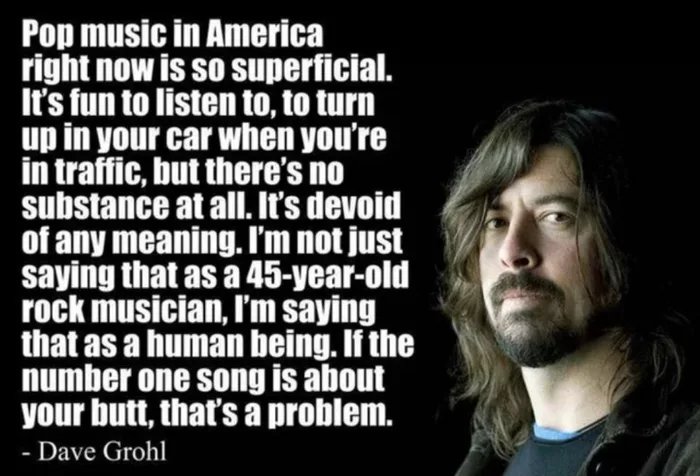 Pop music in America
right now is so superficial.
It's fun to listen to, to turn
up in your car when you're
in traffic, but there's no
substance at all. It's devoid
of any meaning. I'm not just
saying that as a 45-year-old
rock musician, I'm saying
that as a human being. If the
number one song is about
your butt, that's a problem.
- Dave Grohl